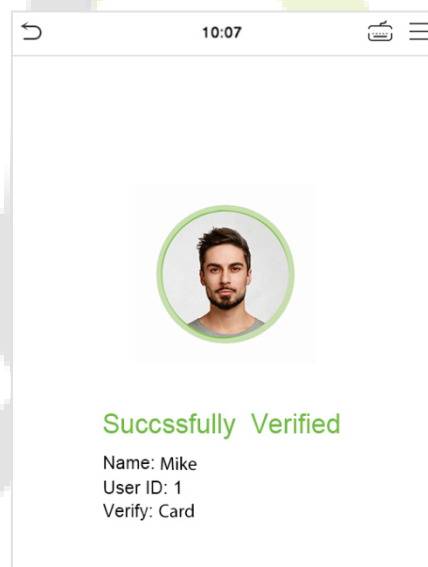 10:07
Succssfully Verified
Name: Mike
User ID: 1
Verify: Card